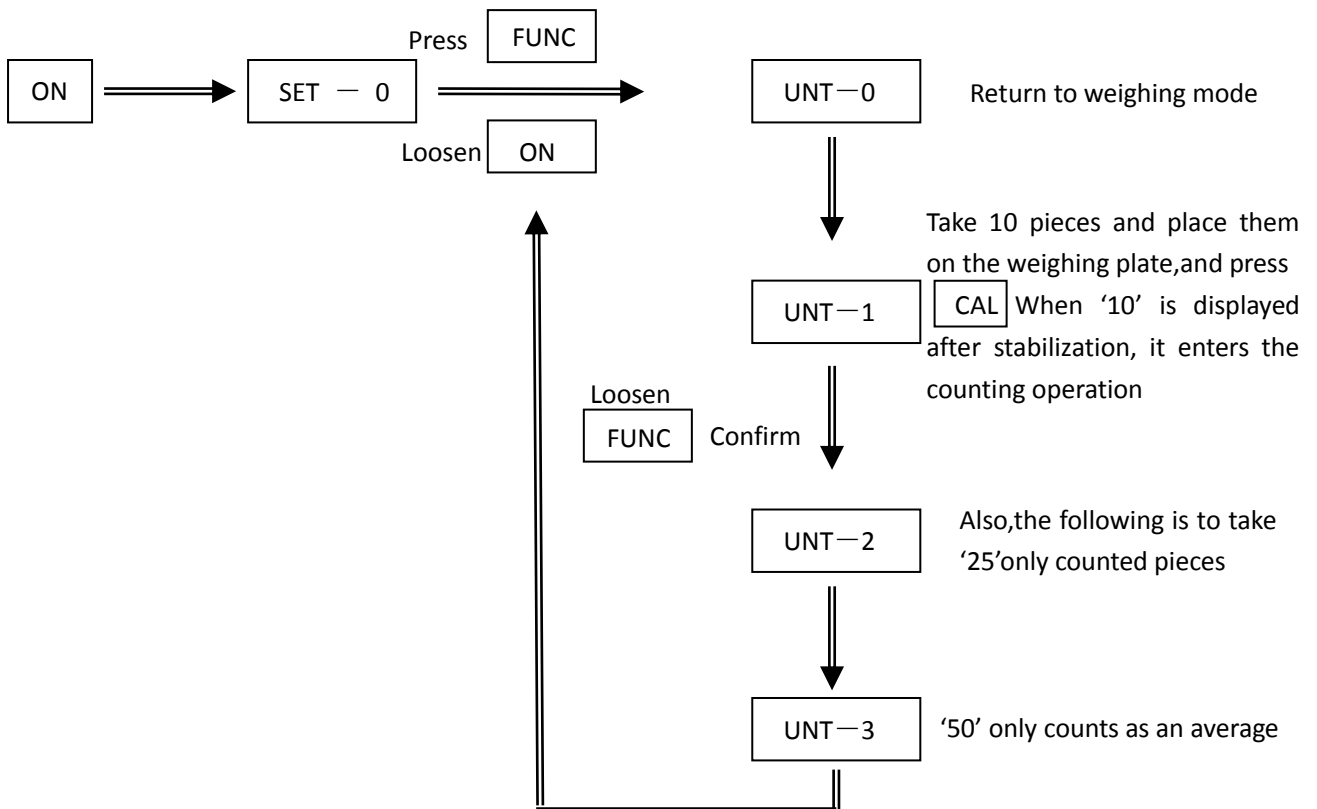 Press FUNC
ON SET － 0 UNT－0 Return to weighing mode
Loosen ON
Take 10 pieces and place them
on the weighing plate,and press
UNT－1 CAL When ‘10’ is displayed
after stabilization, it enters the
counting operation
Loosen
FUNC Confirm
UNT－2 Also,the following is to take
‘25’only counted pieces
UNT－3 ‘50’ only counts as an average